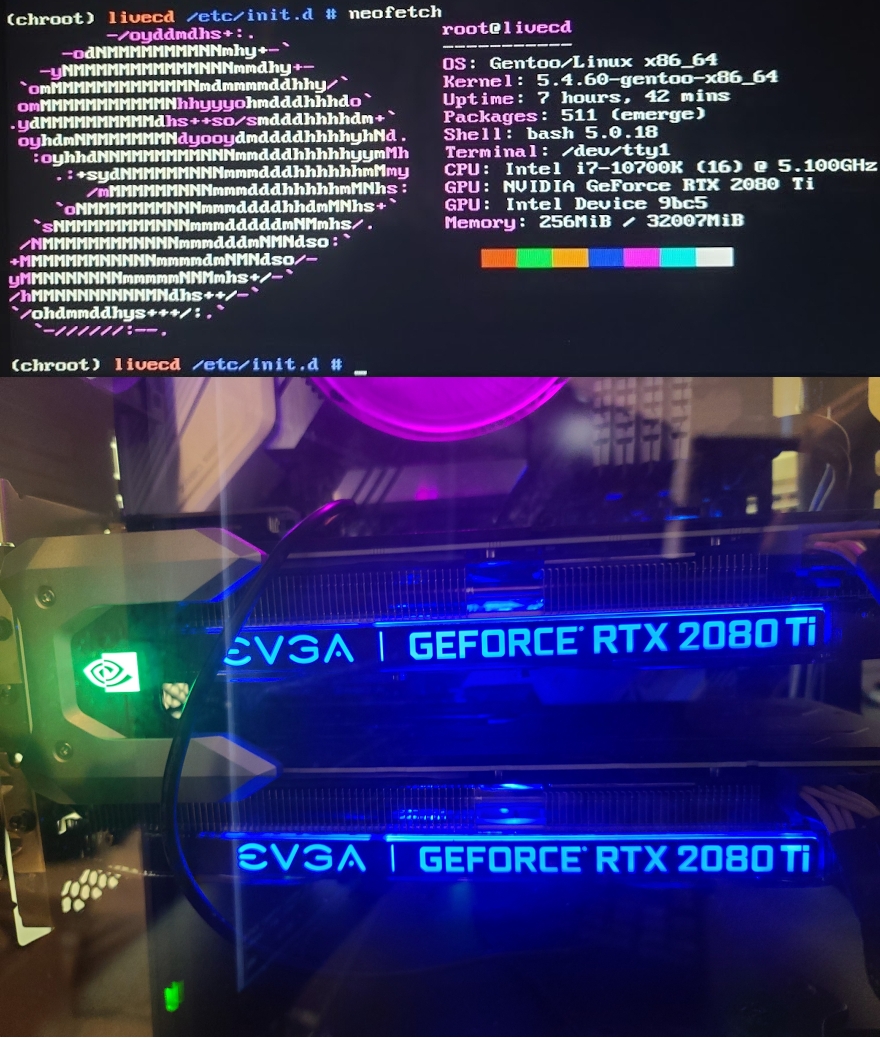 (chroot) livecd /etc/init.d # neofetch
         -/oyddmdhs+:.
     -odNMMMMMMMMNNmhy+-`
   -yNMMMMMMMMMMMNNNmmdhy+-
 `omMMMMMMMMMMMMNmdmmmmddhhy/`
 omMMMMMMMMMMMNhhyyyohmdddhhhdo`
.ydMMMMMMMMMMdhs++so/smdddhhhhdm+`
 oyhdmNMMMMMMMNdyooydmddddhhhhyhNd.
  :oyhhdNNMMMMMMMNNNmmdddhhhhhyymMh
    .:+sydNMMMMMNNNmmmdddhhhhhhmMmy
       /mMMMMMMNNNmmmdddhhhhhmMNhs:
    `oNMMMMMMMNNNmmmddddhhdmMNhs+`
  `sNMMMMMMMMNNNmmmdddddmNMmhs/.
 /NMMMMMMMMNNNNmmmdddmNMNdso:`
+MMMMMMMNNNNNmmmmdmNMNdso/-
yMMNNNNNNNmmmmmNNMmhs+/-`
/hMMNNNNNNNNMNdhs++/-`
`/ohdmmddhys+++/:.`
  `-//////:--.
root@livecd
-----------
OS: Gentoo/Linux x86_64
Kernel: 5.4.60-gentoo-x86_64
Uptime: 7 hours, 42 mins
Packages: 511 (emerge)
Shell: bash 5.0.18
Terminal: /dev/tty1
CPU: Intel i7-10700K (16) @ 5.100GHz
GPU: NVIDIA GeForce RTX 2080 Ti
GPU: Intel Device 9bc5
Memory: 256MiB / 32007MiB
(chroot) livecd /etc/init.d # _
EVGA | GEFORCE® RTX 2080 Ti
EVGA | GEFORCE® RTX 2080 Ti